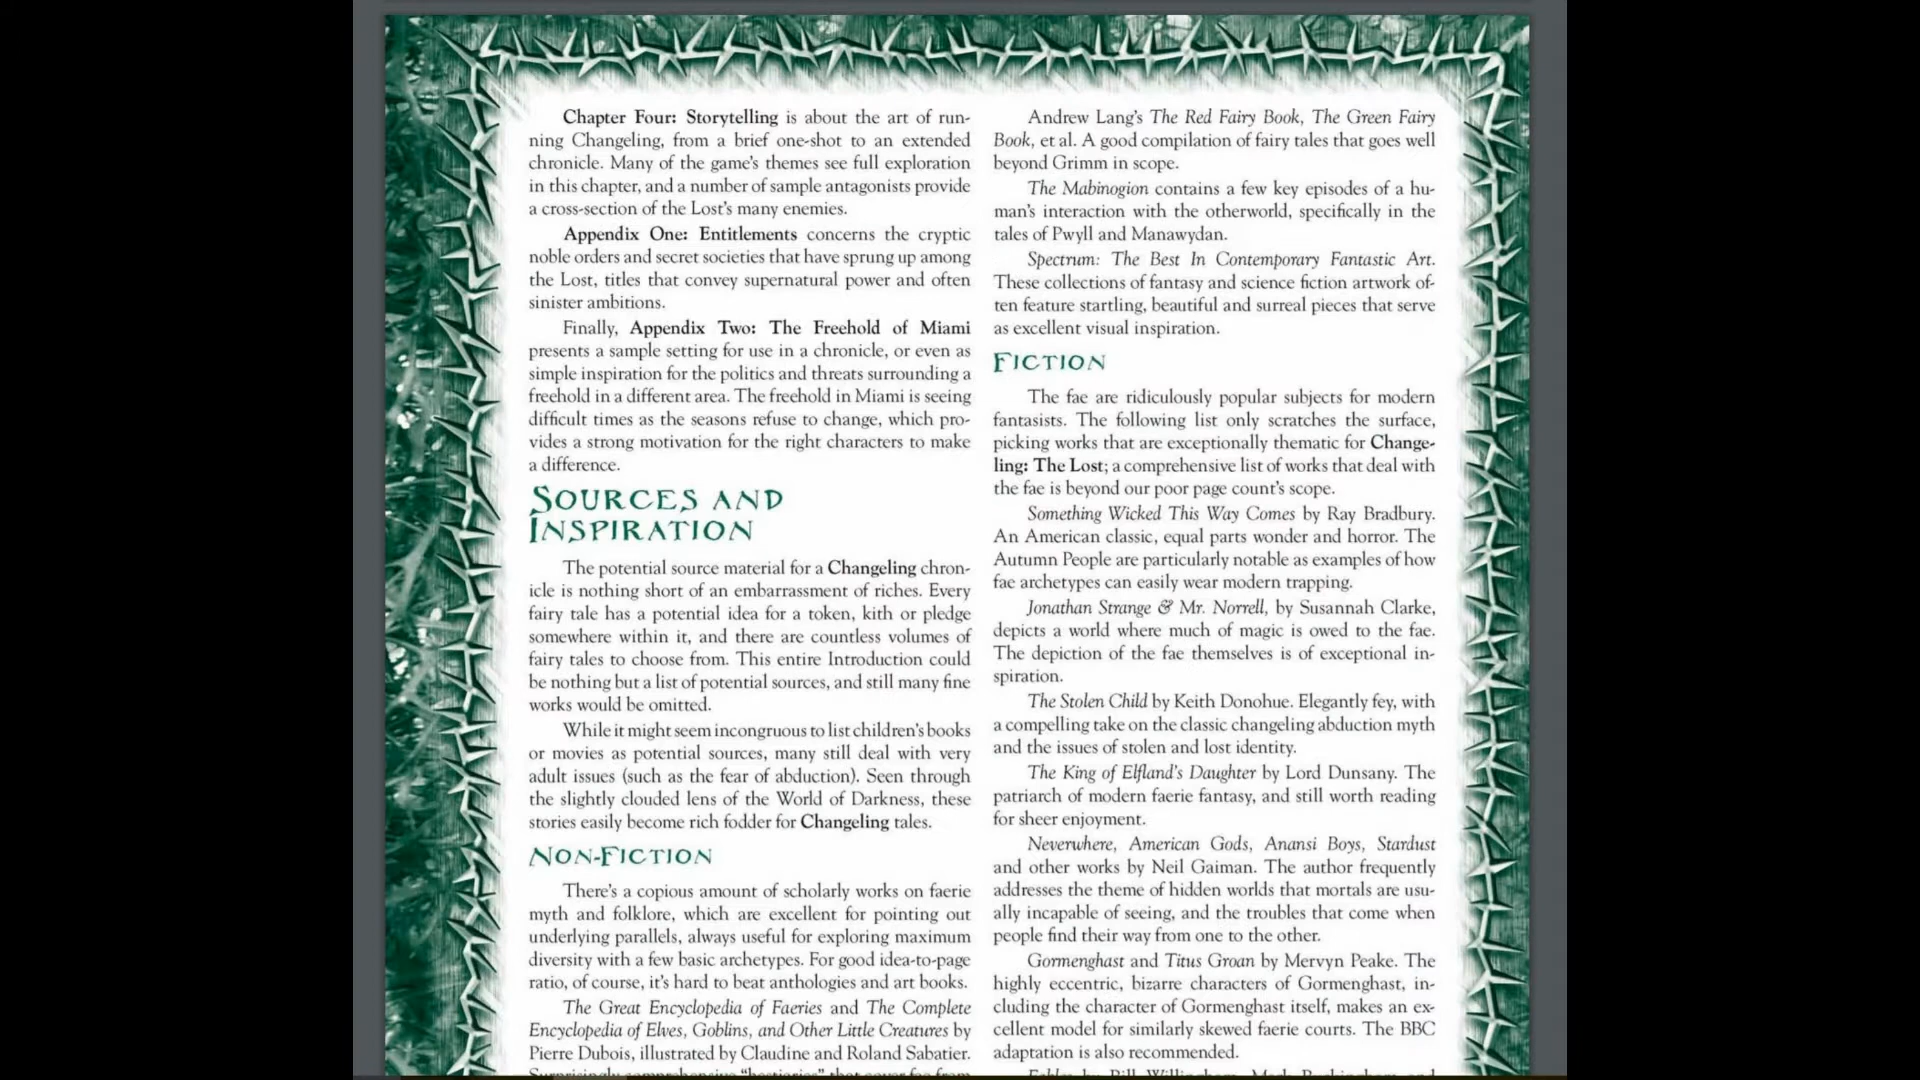 Chapter Four: Storytelling is about the art of run-
ning Changeling, from a brief one-shot to an extended
chronicle. Many of the game's themes see full exploration
in this chapter, and a number of sample antagonists provide
a cross-section of the Lost's many enemies.
Appendix One: Entitlements concerns the cryptic
noble orders and secret societies that have sprung up among
the Lost, titles that convey supernatural power and often
sinister ambitions.
Finally, Appendix Two: The Freehold of Miami
presents a sample setting for use in a chronicle, or even as
simple inspiration for the politics and threats surrounding a
freehold in a different area. The freehold in Miami is seeing
difficult times as the seasons refuse to change, which pro-
vides a strong motivation for the right characters to make
a difference.
SOURCES AND
INSPIRATION
The potential source material for a Changeling chron-
icle is nothing short of an embarrassment of riches. Every
fairy tale has a potential idea for a token, kith or pledge
somewhere within it, and there are countless volumes of
fairy tales to choose from. This entire Introduction could
be nothing but a list of potential sources, and still many fine
works would be omitted.
While it might seem incongruous to list children's books
or movies as potential sources, many still deal with very
adult issues (such as the fear of abduction). Seen through
the slightly clouded lens of the World of Darkness, these
stories easily become rich fodder for Changeling tales.
NON-FICTION
There's a copious amount of scholarly works on faerie
myth and folklore, which are excellent for pointing out
underlying parallels, always useful for exploring maximum
diversity with a few basic archetypes. For good idea-to-page
ratio, of course, it's hard to beat anthologies and art books.
The Great Encyclopedia of Faeries and The Complete
Encyclopedia of Elves, Goblins, and Other Little Creatures by
Pierre Dubois, illustrated by Claudine and Roland Sabatier.
Surprisingly comprehensive "bestiaries" that cover fae from
Andrew Lang's The Red Fairy Book, The Green Fairy
Book, et al. A good compilation of fairy tales that goes well
beyond Grimm in scope.
The Mabinogion contains a few key episodes of a hu-
man's interaction with the otherworld, specifically in the
tales of Pwyll and Manawydan.
Spectrum: The Best In Contemporary Fantastic Art.
These collections of fantasy and science fiction artwork of-
ten feature startling, beautiful and surreal pieces that serve
as excellent visual inspiration.
FICTION
The fae are ridiculously popular subjects for modern
fantasists. The following list only scratches the surface,
picking works that are exceptionally thematic for Change-
ling: The Lost; a comprehensive list of works that deal with
the fae is beyond our poor page count's scope.
Something Wicked This Way Comes by Ray Bradbury.
An American classic, equal parts wonder and horror. The
Autumn People are particularly notable as examples of how
fae archetypes can easily wear modern trapping.
Jonathan Strange & Mr. Norrell, by Susannah Clarke,
depicts a world where much of magic is owed to the fae.
The depiction of the fae themselves is of exceptional in-
spiration.
The Stolen Child by Keith Donohue. Elegantly fey, with
a compelling take on the classic changeling abduction myth
and the issues of stolen and lost identity.
The King of Elfland's Daughter by Lord Dunsany. The
patriarch of modern faerie fantasy, and still worth reading
for sheer enjoyment.
Neverwhere, American Gods, Anansi Boys, Stardust
and other works by Neil Gaiman. The author frequently
addresses the theme of hidden worlds that mortals are usu-
ally incapable of seeing, and the troubles that come when
people find their way from one to the other.
Gormenghast and Titus Groan by Mervyn Peake. The
highly eccentric, bizarre characters of Gormenghast, in-
cluding the character of Gormenghast itself, makes an ex-
cellent model for similarly skewed faerie courts. The BBC
adaptation is also recommended.
Fables by Bill Willingham, Mark Buckingham and